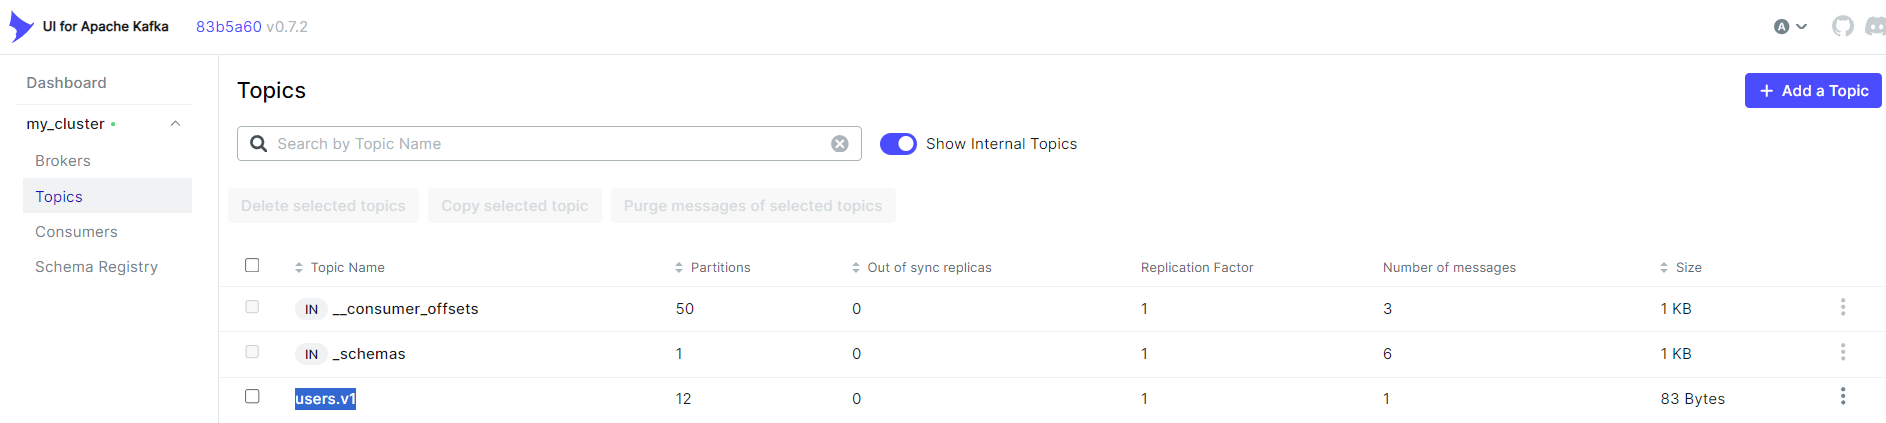 UI for Apache Kafka 83b5a60 v0.7.2 A
Dashboard
my_cluster
Brokers
Topics
Consumers
Schema Registry
Topics
+ Add a Topic
Search by Topic Name
Show Internal Topics
Delete selected topics Copy selected topic Purge messages of selected topics
Topic Name Partitions Out of sync replicas Replication Factor Number of messages Size
IN __consumer_offsets 50 0 1 3 1 KB
IN _schemas 1 0 1 6 1 KB
users.v1 12 0 1 1 83 Bytes